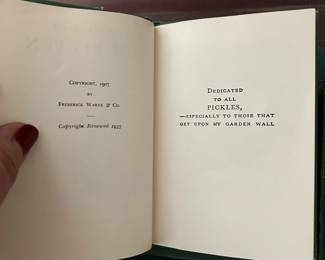 Copyright, 1907
by
Frederick Warne & Co.
Copyright Renewed 1937
Dedicated
to all
PICKLES,
—especially to those that
get upon my garden wall